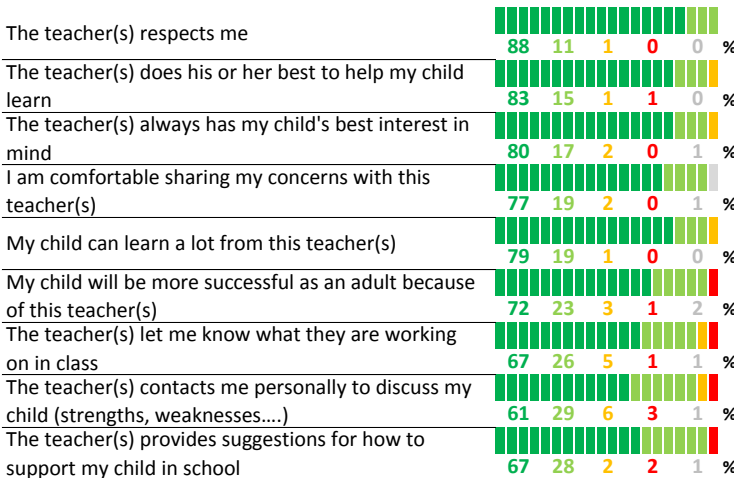 The teacher(s) respects me
88 11 1 0 0 %
The teacher(s) does his or her best to help my child
learn
83 15 1 1 0 %
The teacher(s) always has my child's best interest in
mind
80 17 2 0 1 %
I am comfortable sharing my concerns with this
teacher(s)
77 19 2 0 1 %
My child can learn a lot from this teacher(s)
79 19 1 0 0 %
My child will be more successful as an adult because
of this teacher(s)
72 23 3 1 2 %
The teacher(s) let me know what they are working
on in class
67 26 5 1 1 %
The teacher(s) contacts me personally to discuss my
child (strengths, weaknesses....)
61 29 6 3 1 %
The teacher(s) provides suggestions for how to
support my child in school
67 28 2 2 1 %